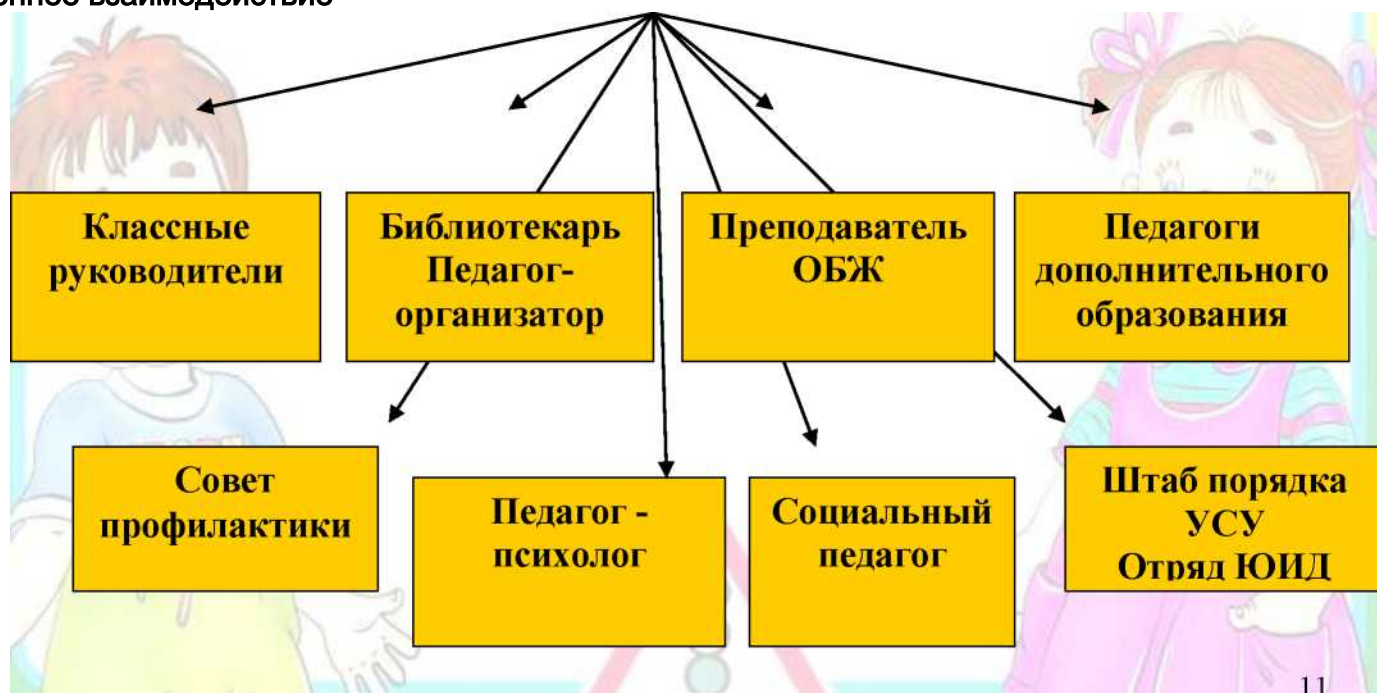 взаимодействие
Классные
руководители
Библиотекарь
Педагог-
организатор
Преподаватель
ОБЖ
Педагоги
дополнительного
образования
Совет
профилактики
Педагог -
психолог
Социальный
педагог
Штаб порядка
УСУ
Отряд ЮИД
11